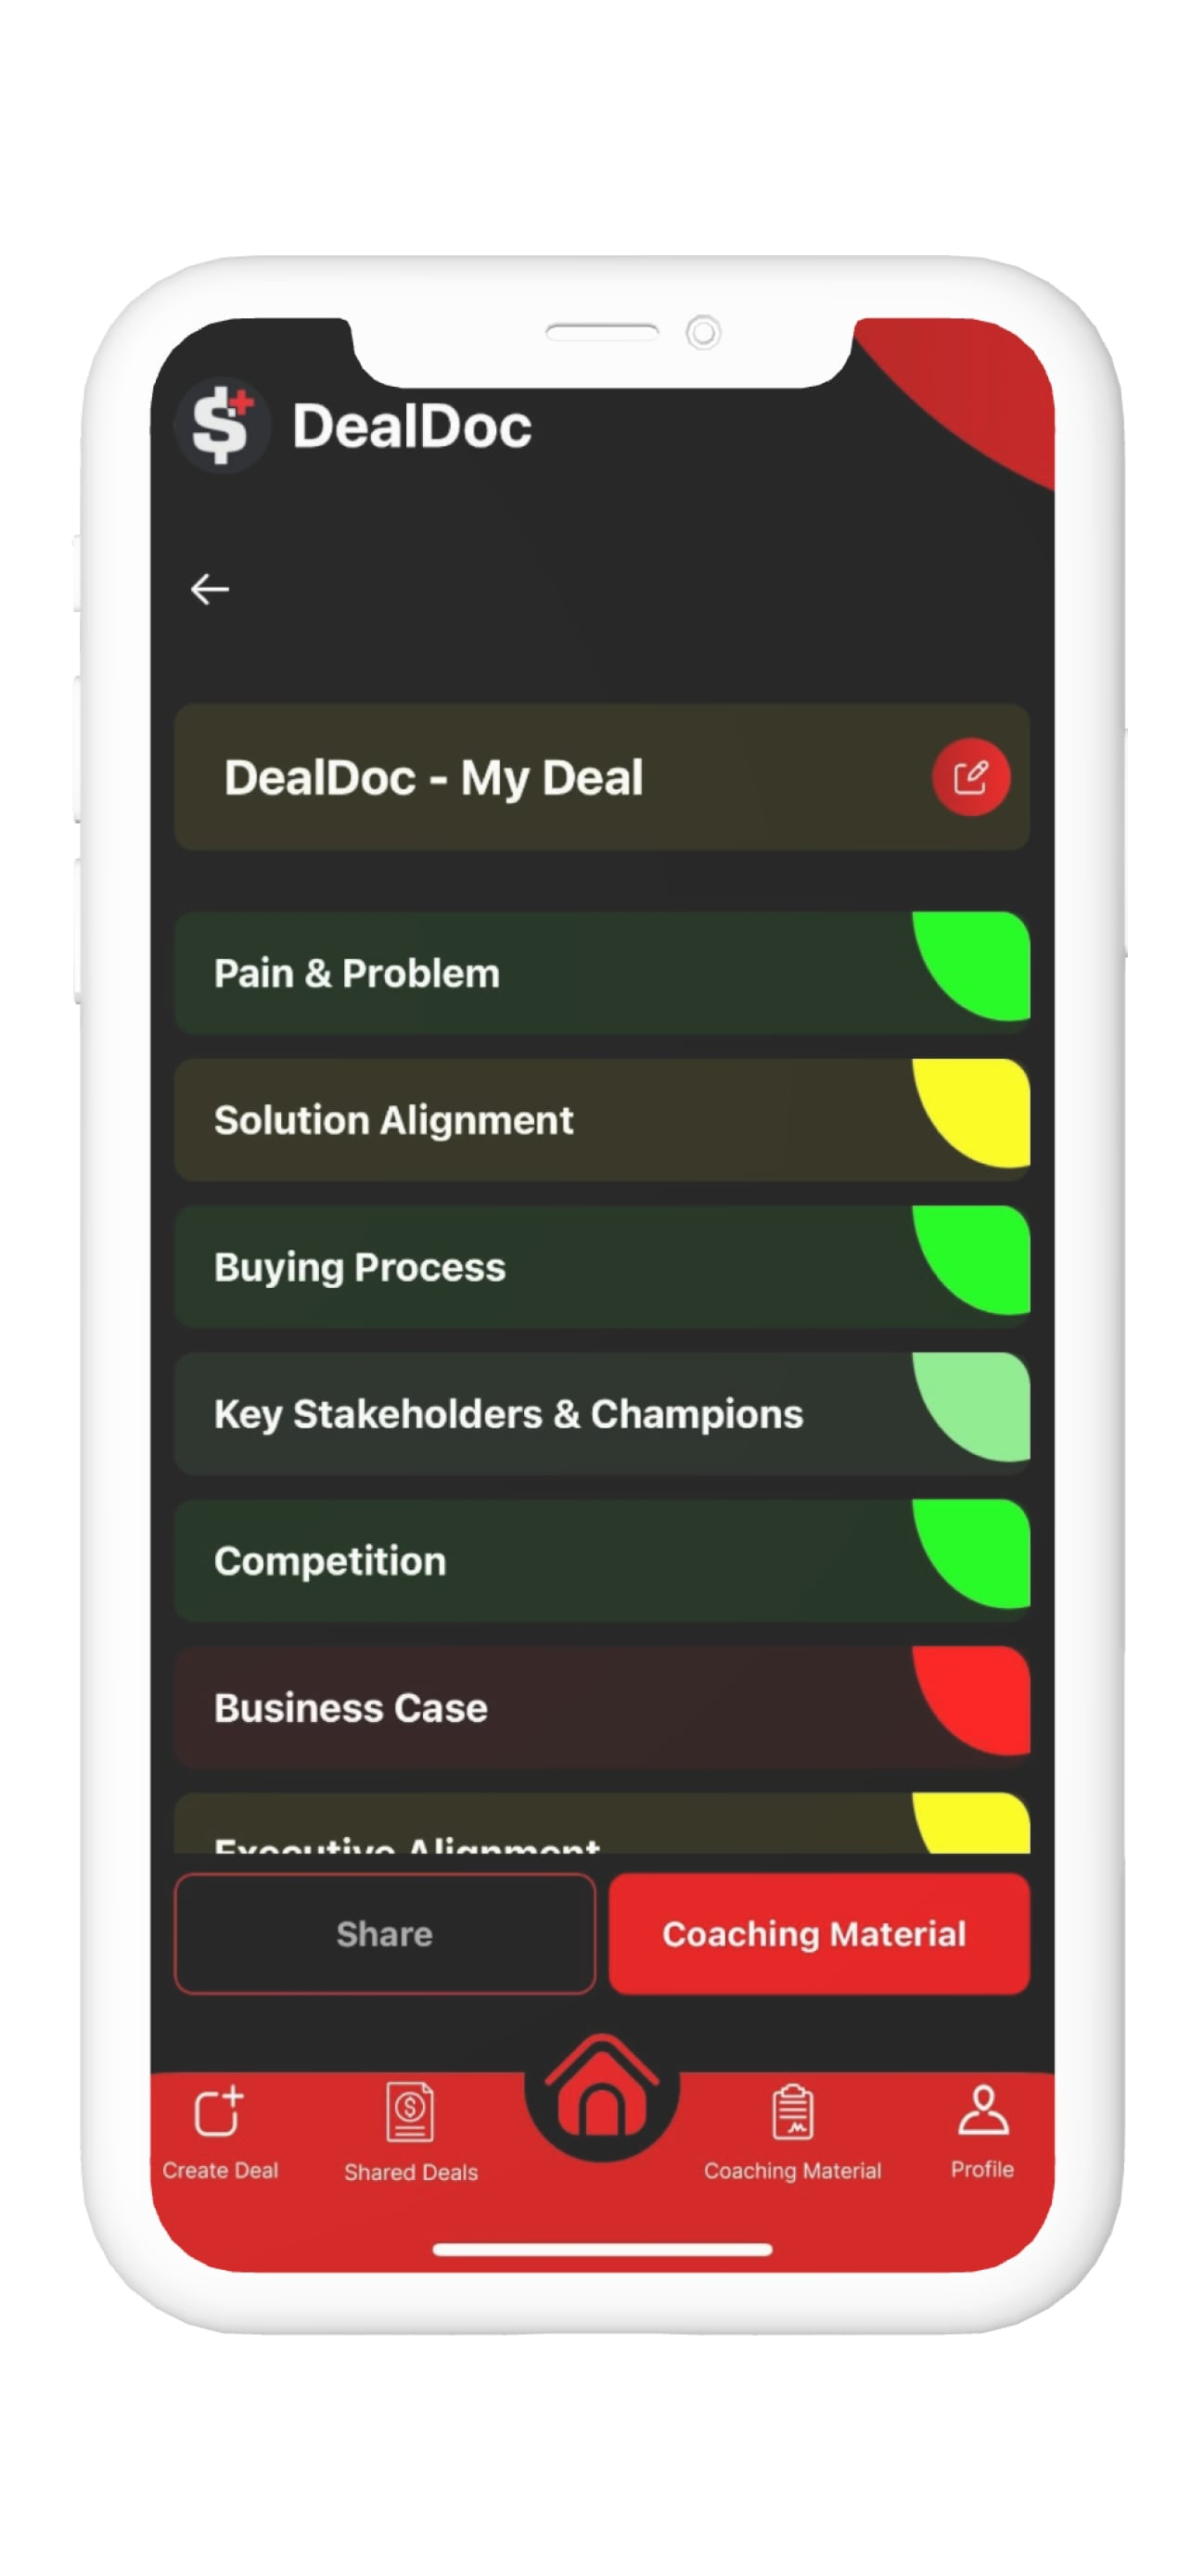 DealDoc
DealDoc - My Deal
Pain & Problem
Solution Alignment
Buying Process
Key Stakeholders & Champions
Competition
Business Case
Executive Alignment
Share
Coaching Material
Create Deal
Shared Deals
Coaching Material
Profile